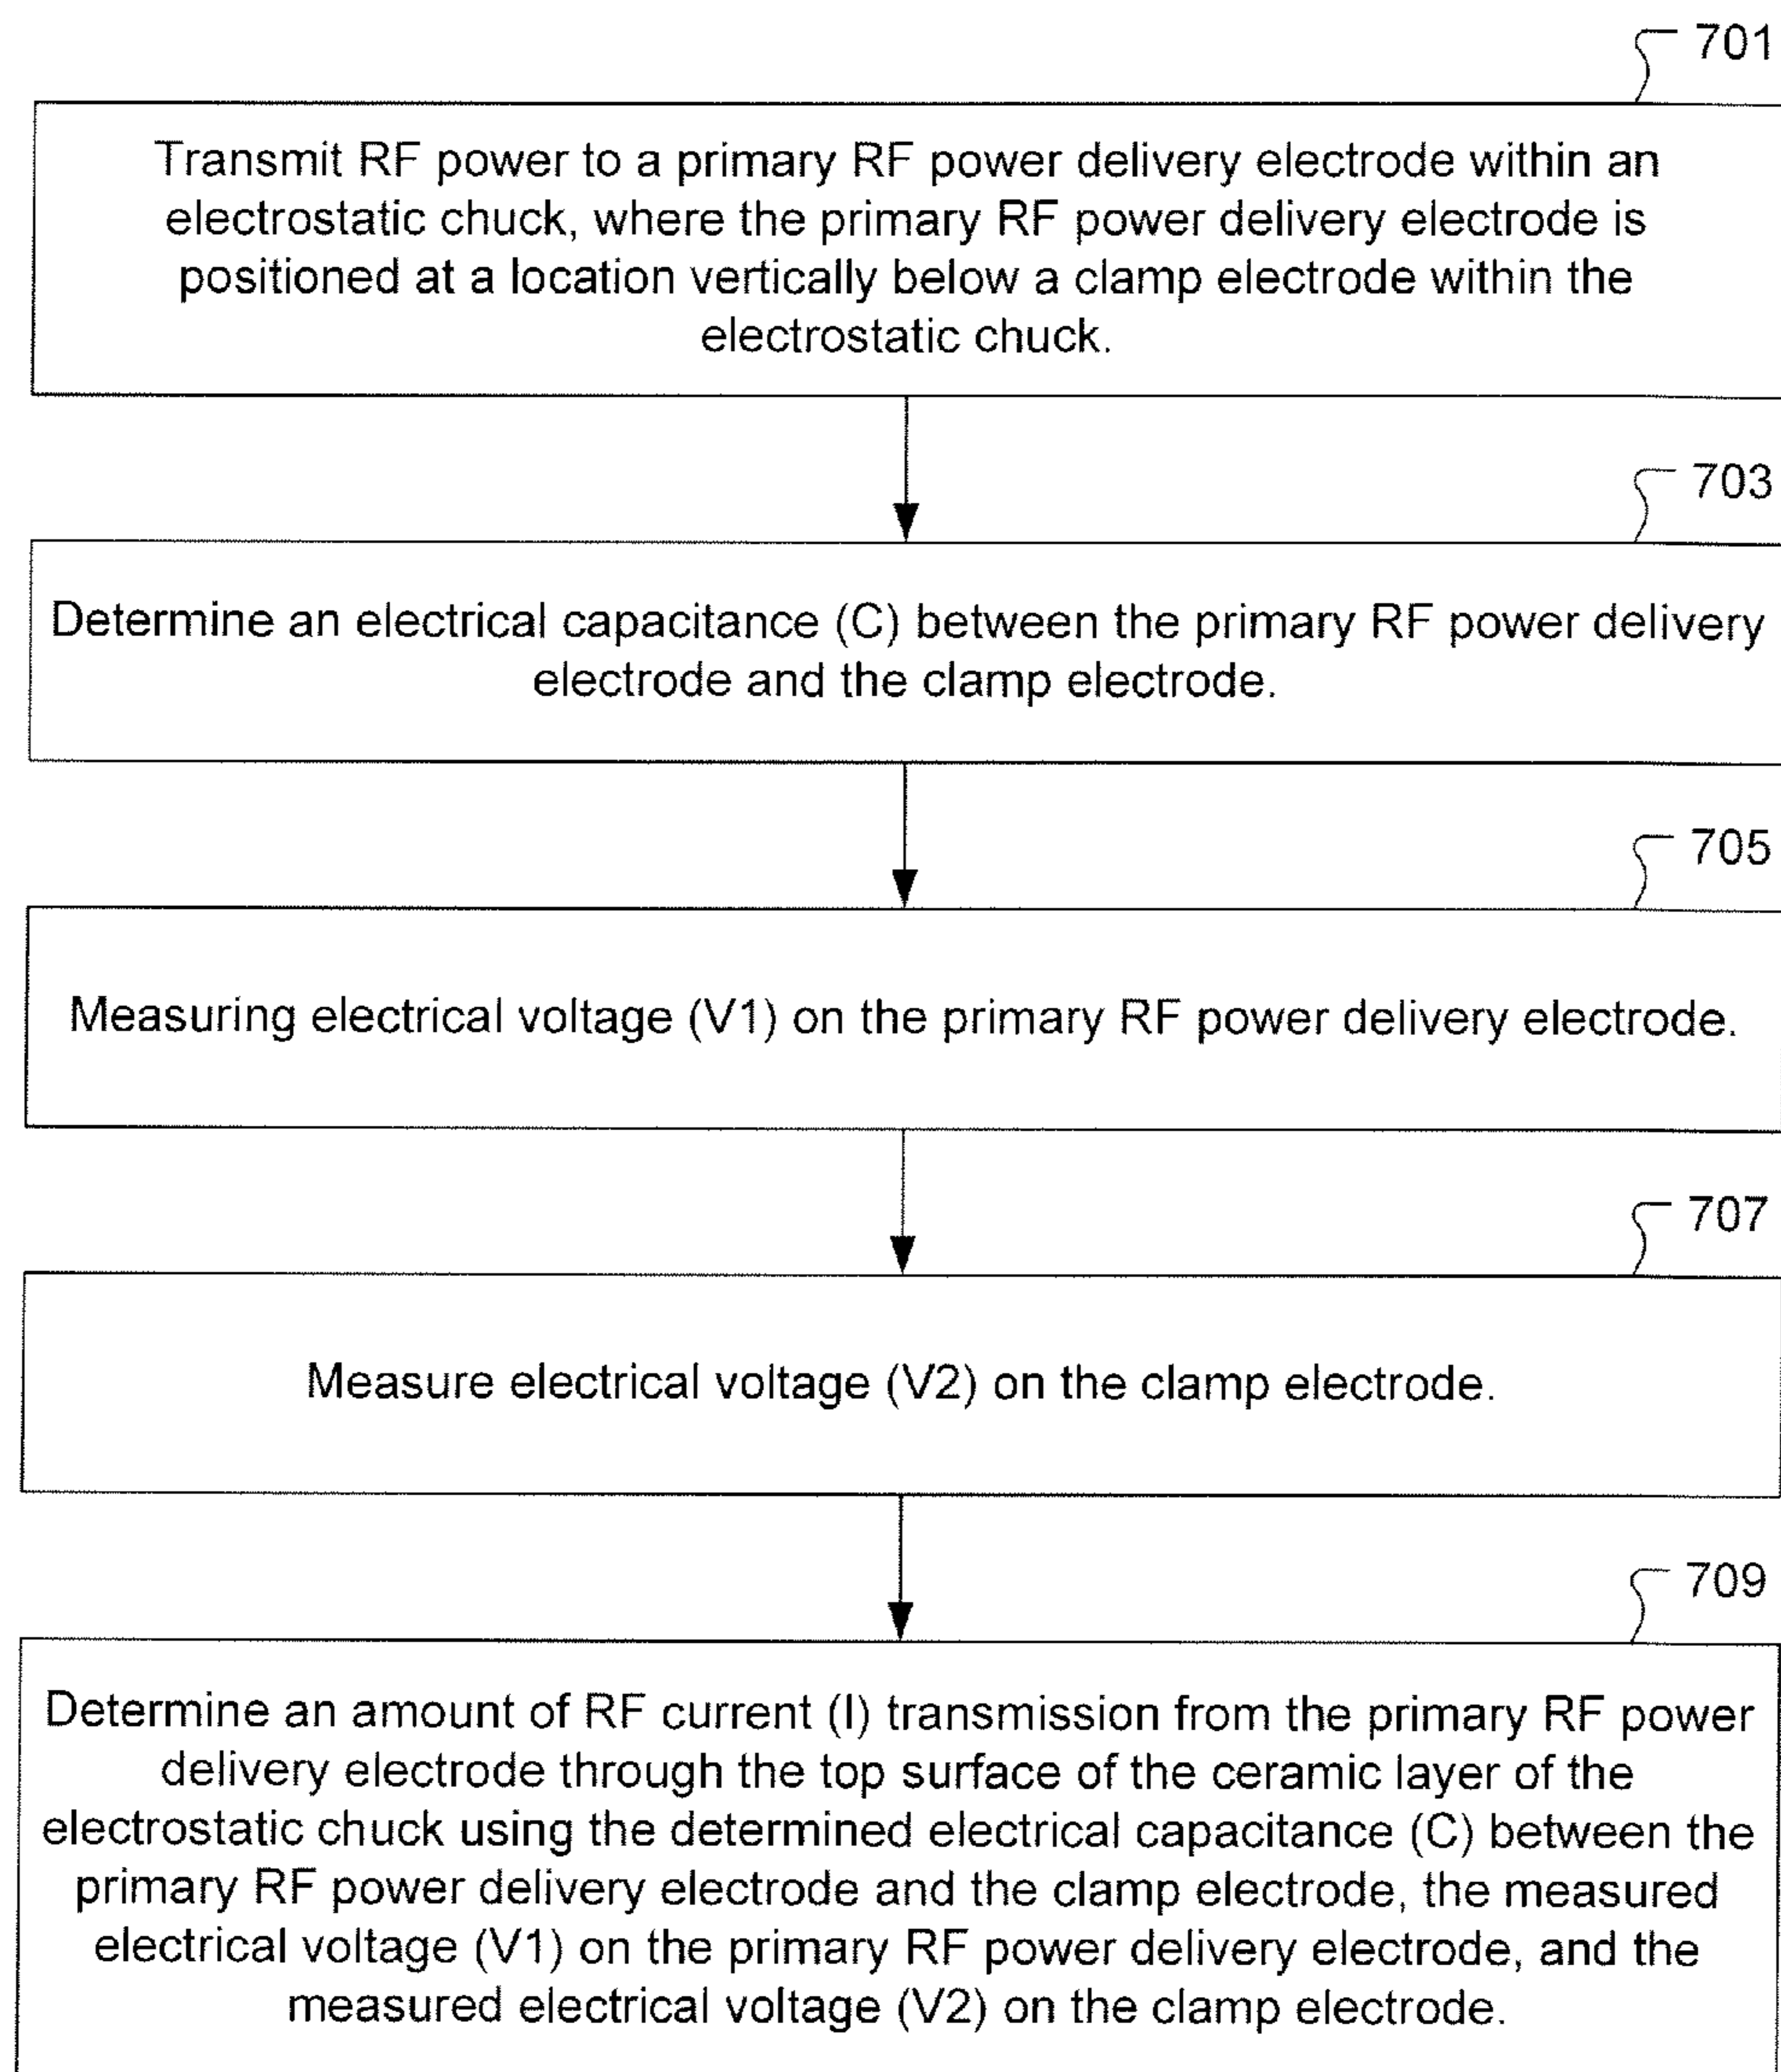 701
Transmit RF power to a primary RF power delivery electrode within an
electrostatic chuck, where the primary RF power delivery electrode is
positioned at a location vertically below a clamp electrode within the
electrostatic chuck.
703
Determine an electrical capacitance (C) between the primary RF power delivery
electrode and the clamp electrode.
705
Measuring electrical voltage (V1) on the primary RF power delivery electrode.
707
Measure electrical voltage (V2) on the clamp electrode.
709
Determine an amount of RF current (I) transmission from the primary RF power
delivery electrode through the top surface of the ceramic layer of the
electrostatic chuck using the determined electrical capacitance (C) between the
primary RF power delivery electrode and the clamp electrode, the measured
electrical voltage (V1) on the primary RF power delivery electrode, and the
measured electrical voltage (V2) on the clamp electrode.